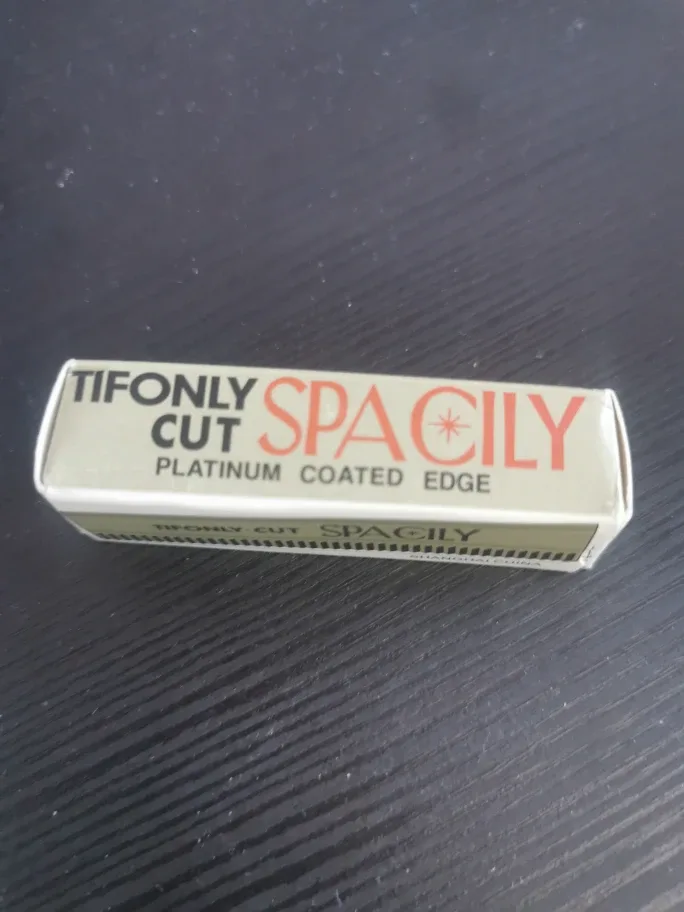 TIFONLY SPACILY
CUT
PLATINUM COATED EDGE
TIFONLY-CUT SPACILY
SHANGHAI CHINA